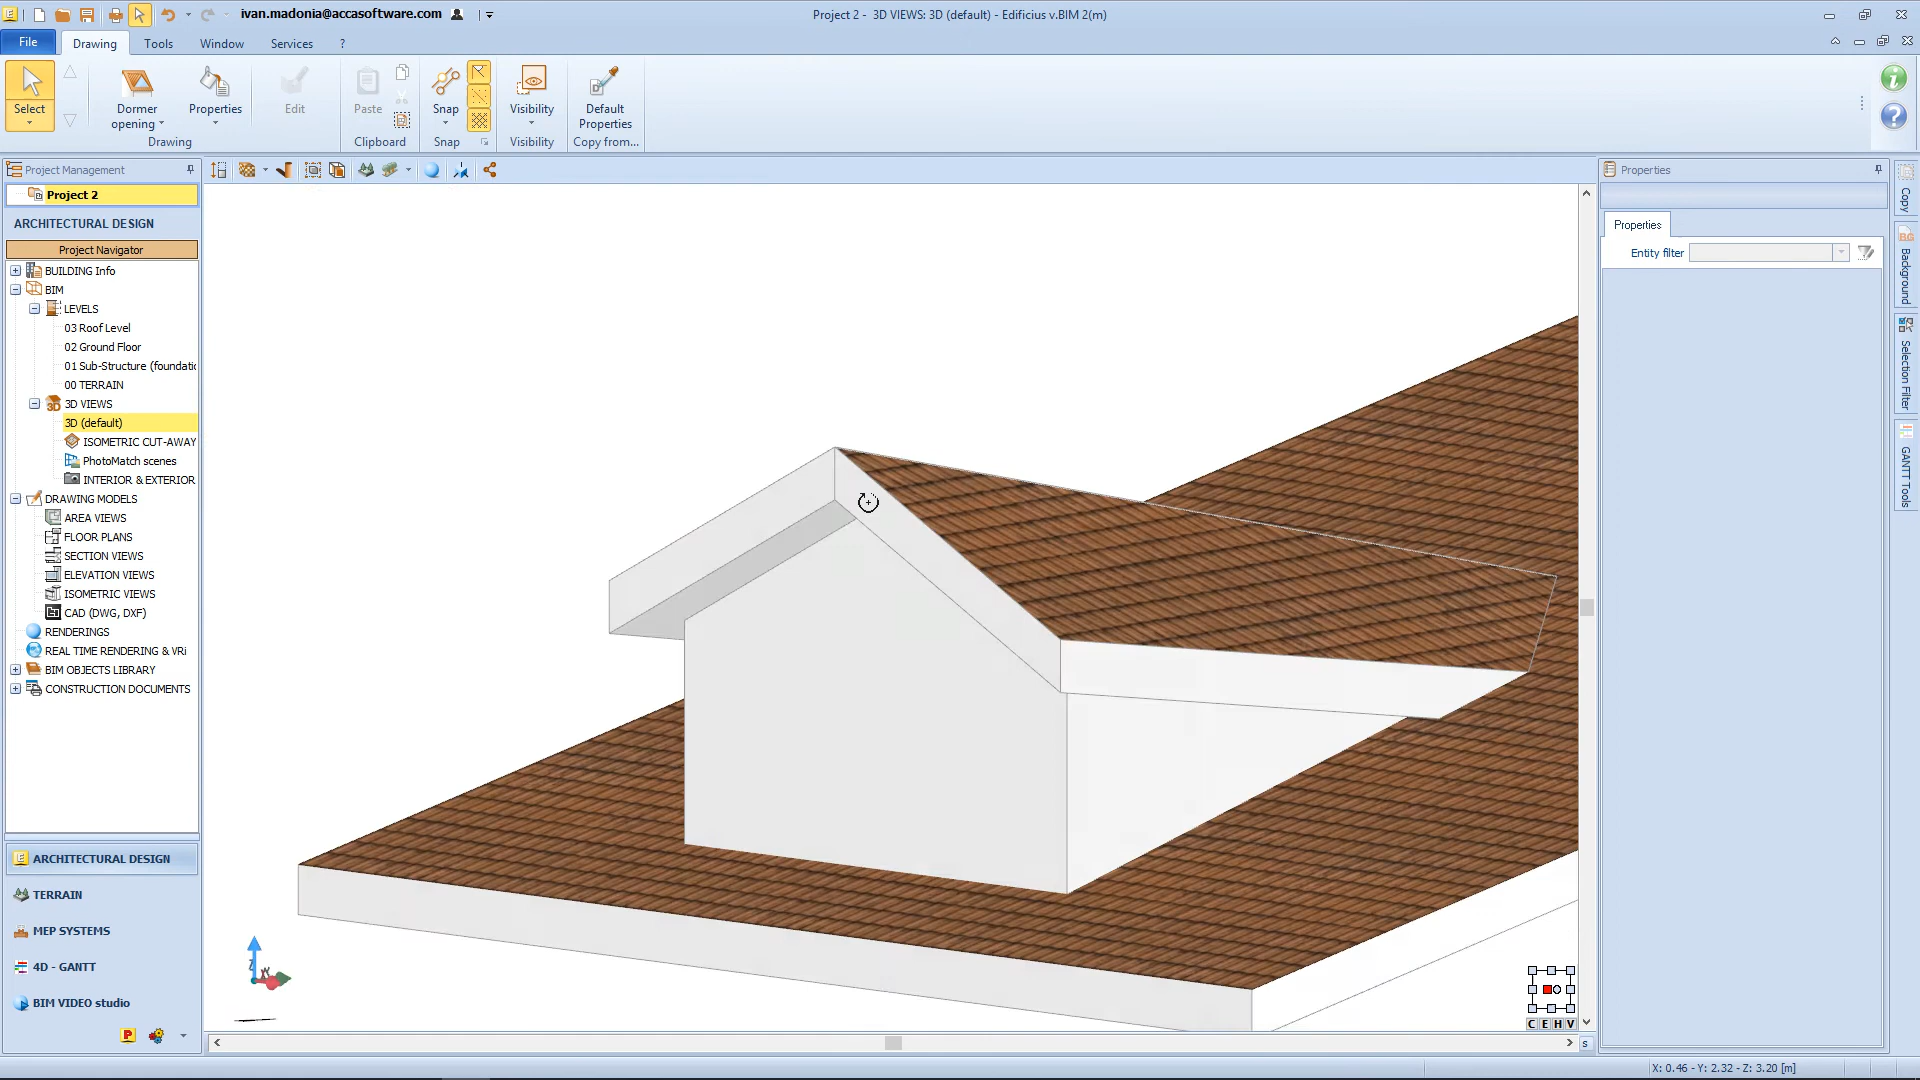 ivan.madonia@accasoftware.com
Project 2 - 3D VIEWS: 3D (default) - Edificius v.BIM 2(m)
File
Drawing
Tools
Window
Services
?
Select
Dormer
opening
Properties
Edit
Paste
Snap
Visibility
Default
Properties
Drawing
Clipboard
Snap
Visibility
Copy from...
Project Management
Project 2
ARCHITECTURAL DESIGN
Project Navigator
BUILDING Info
BIM
LEVELS
03 Roof Level
02 Ground Floor
01 Sub-Structure (foundatio
00 TERRAIN
3D VIEWS
3D (default)
ISOMETRIC CUT-AWAY
PhotoMatch scenes
INTERIOR & EXTERIOR
DRAWING MODELS
AREA VIEWS
FLOOR PLANS
SECTION VIEWS
ELEVATION VIEWS
ISOMETRIC VIEWS
CAD (DWG, DXF)
RENDERINGS
REAL TIME RENDERING & VRi
BIM OBJECTS LIBRARY
CONSTRUCTION DOCUMENTS
ARCHITECTURAL DESIGN
TERRAIN
MEP SYSTEMS
4D - GANTT
BIM VIDEO studio
Properties
Properties
Entity filter
Copy
Background
Selection Filter
GANTT Tools
C E H V
s
X: 0.46 - Y: 2.32 - Z: 3.20 [m]